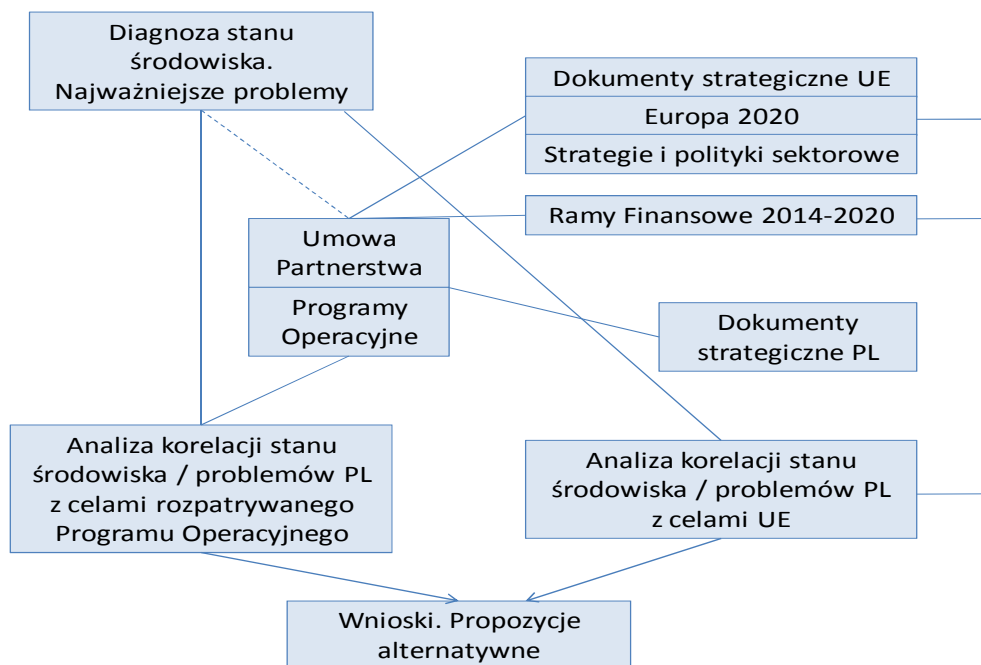 Diagnoza stanu
środowiska.
Najważniejsze problemy
Dokumenty strategiczne UE
Europa 2020
Strategie i polityki sektorowe
Ramy Finansowe 2014-2020
Umowa
Partnerstwa
Programy
Operacyjne
Dokumenty
strategiczne PL
Analiza korelacji stanu
środowiska / problemów PL
z celami rozpatrywanego
Programu Operacyjnego
Analiza korelacji stanu
środowiska / problemów PL
z celami UE
Wnioski. Propozycje
alternatywne